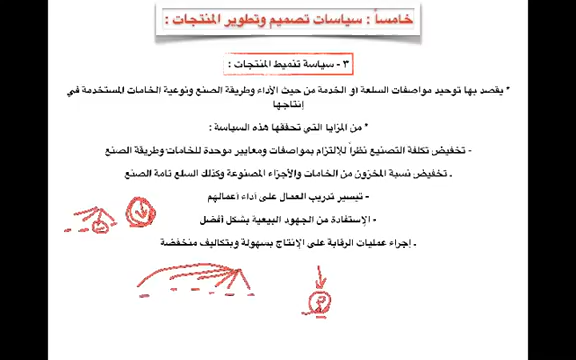 خامساً : سياسات تصميم وتطوير المنتجات :
٣ - سياسة تنميط المنتجات :
* يقصد بها توحيد مواصفات السلعة او الخدمة من حيث الأداء وطريقة الصنع ونوعية الخامات المستخدمة في
إنتاجها
* من المزايا التي تحققها هذه السياسة :
- تخفيض تكلفة التصنيع نظراً للإلتزام بمواصفات ومعايير موحدة للخامات وطريقة الصنع
- تخفيض نسبة المخزون من الخامات والأجزاء المصنوعة وكذلك السلع تامة الصنع
- تيسير تدريب العمال على أداء اعمالهم
- الإستفادة من الجهود البيعية بشكل أفضل
- إجراء عمليات الرقابة على الإنتاج بسهولة وبتكاليف منخفضة